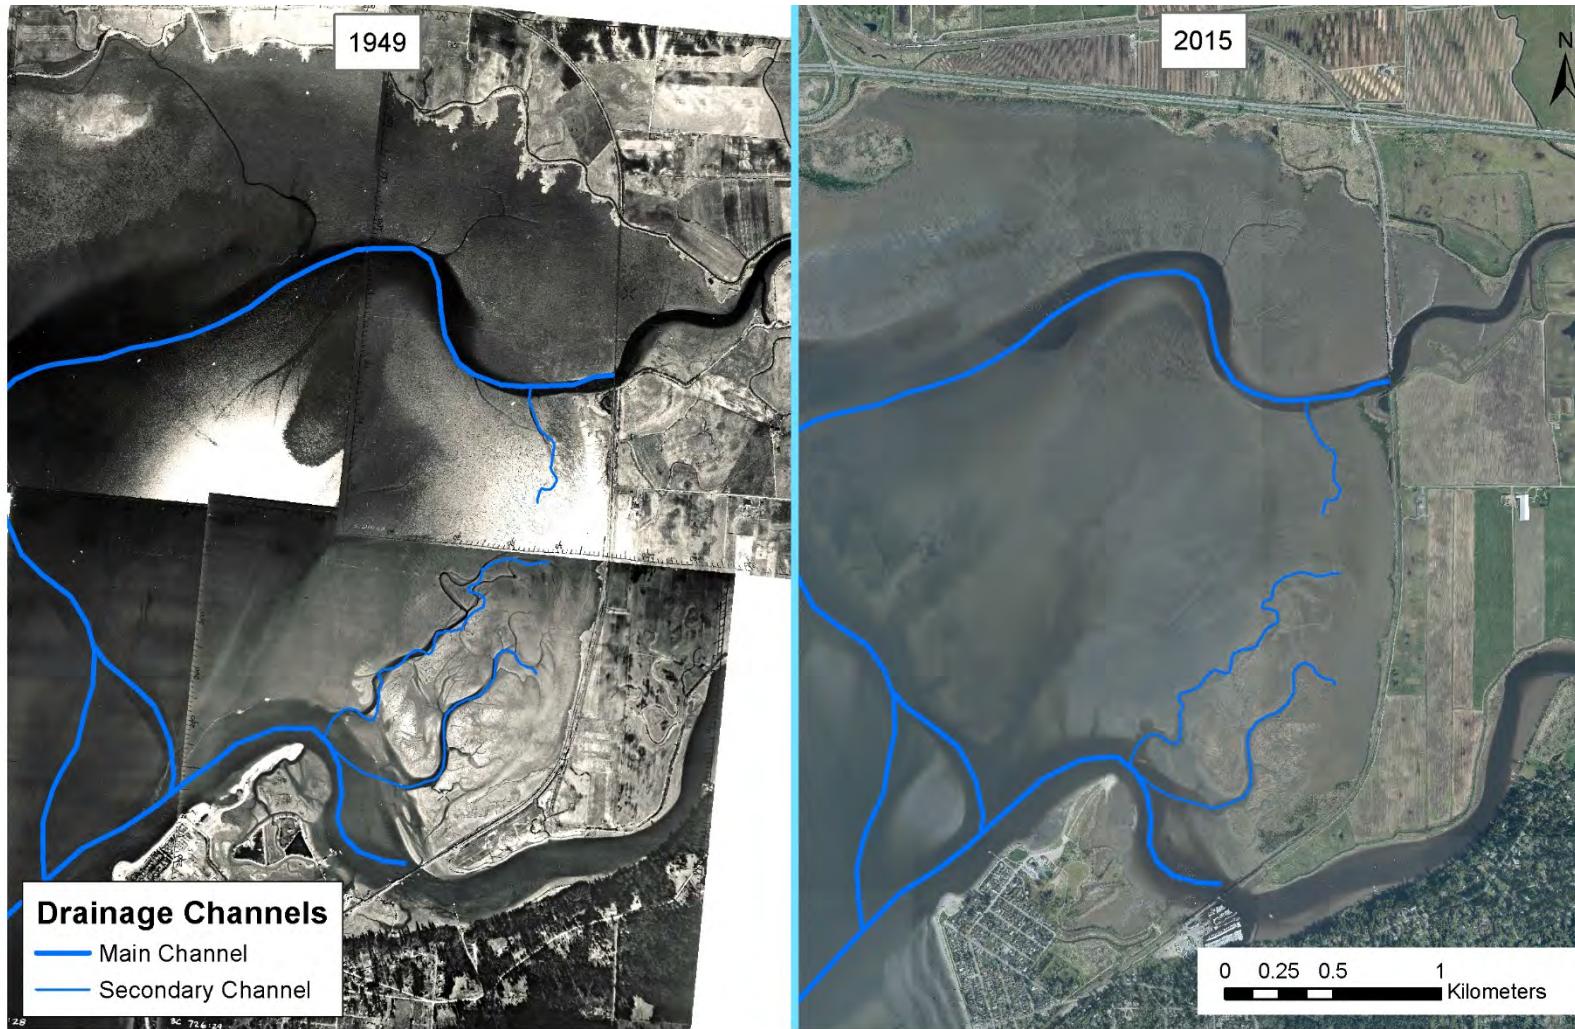 1949
2015
N
Drainage Channels
Main Channel
Secondary Channel
0 0.25 0.5 1
Kilometers